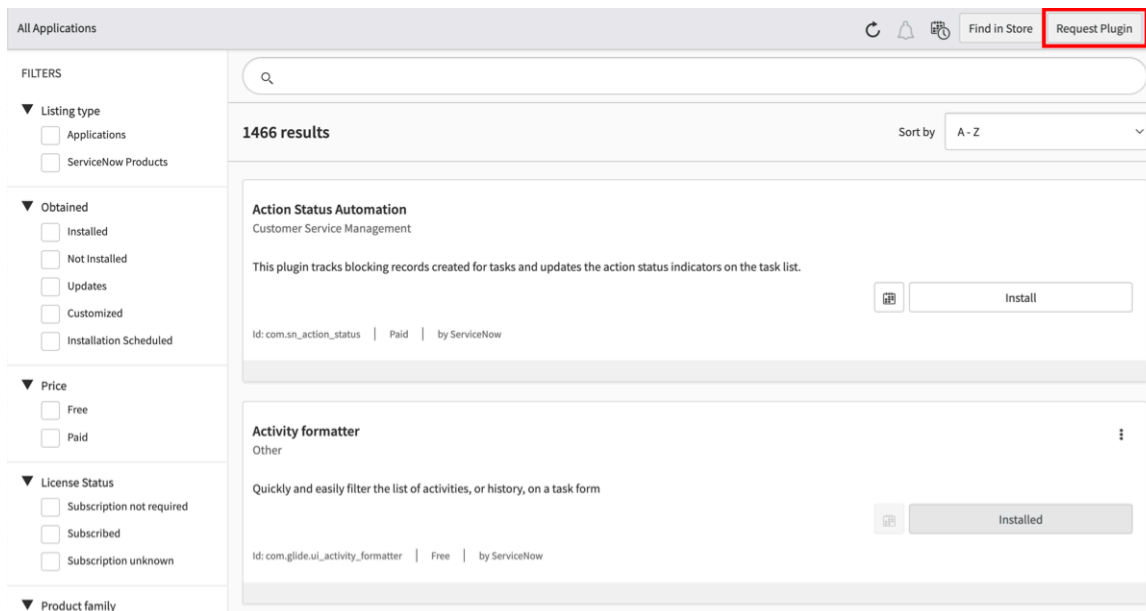 All Applications
Find in Store
Request Plugin
FILTERS
Listing type
Applications
ServiceNow Products
Obtained
Installed
Not Installed
Updates
Customized
Installation Scheduled
Price
Free
Paid
License Status
Subscription not required
Subscribed
Subscription unknown
Product family
1466 results
Sort by
A - Z
Action Status Automation
Customer Service Management
This plugin tracks blocking records created for tasks and updates the action status indicators on the task list.
Install
Id: com.sn_action_status | Paid | by ServiceNow
Activity formatter
Other
Quickly and easily filter the list of activities, or history, on a task form
Installed
Id: com.glide.ui_activity_formatter | Free | by ServiceNow